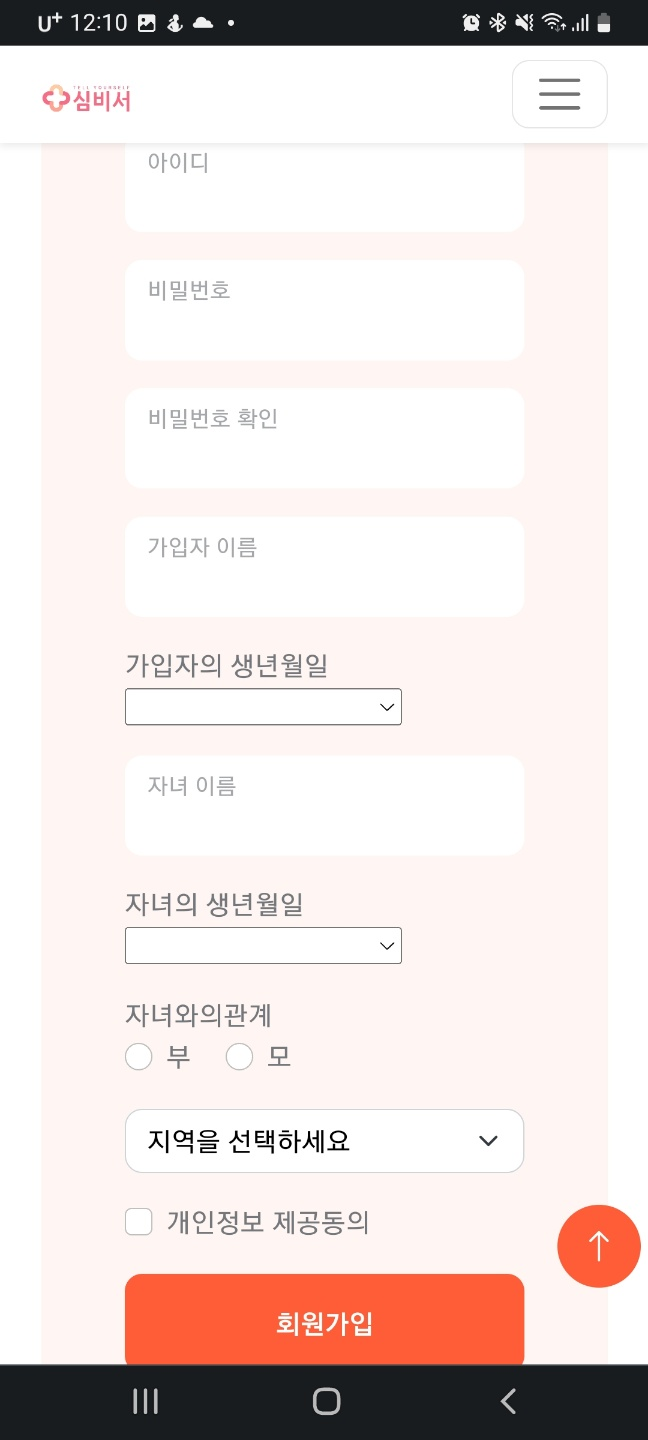 U+ 12:10
TELL YOURSELF
심비서
아이디
비밀번호
비밀번호 확인
가입자 이름
가입자의 생년월일
자녀 이름
자녀의 생년월일
자녀와의관계
부 모
지역을 선택하세요
개인정보 제공동의
회원가입